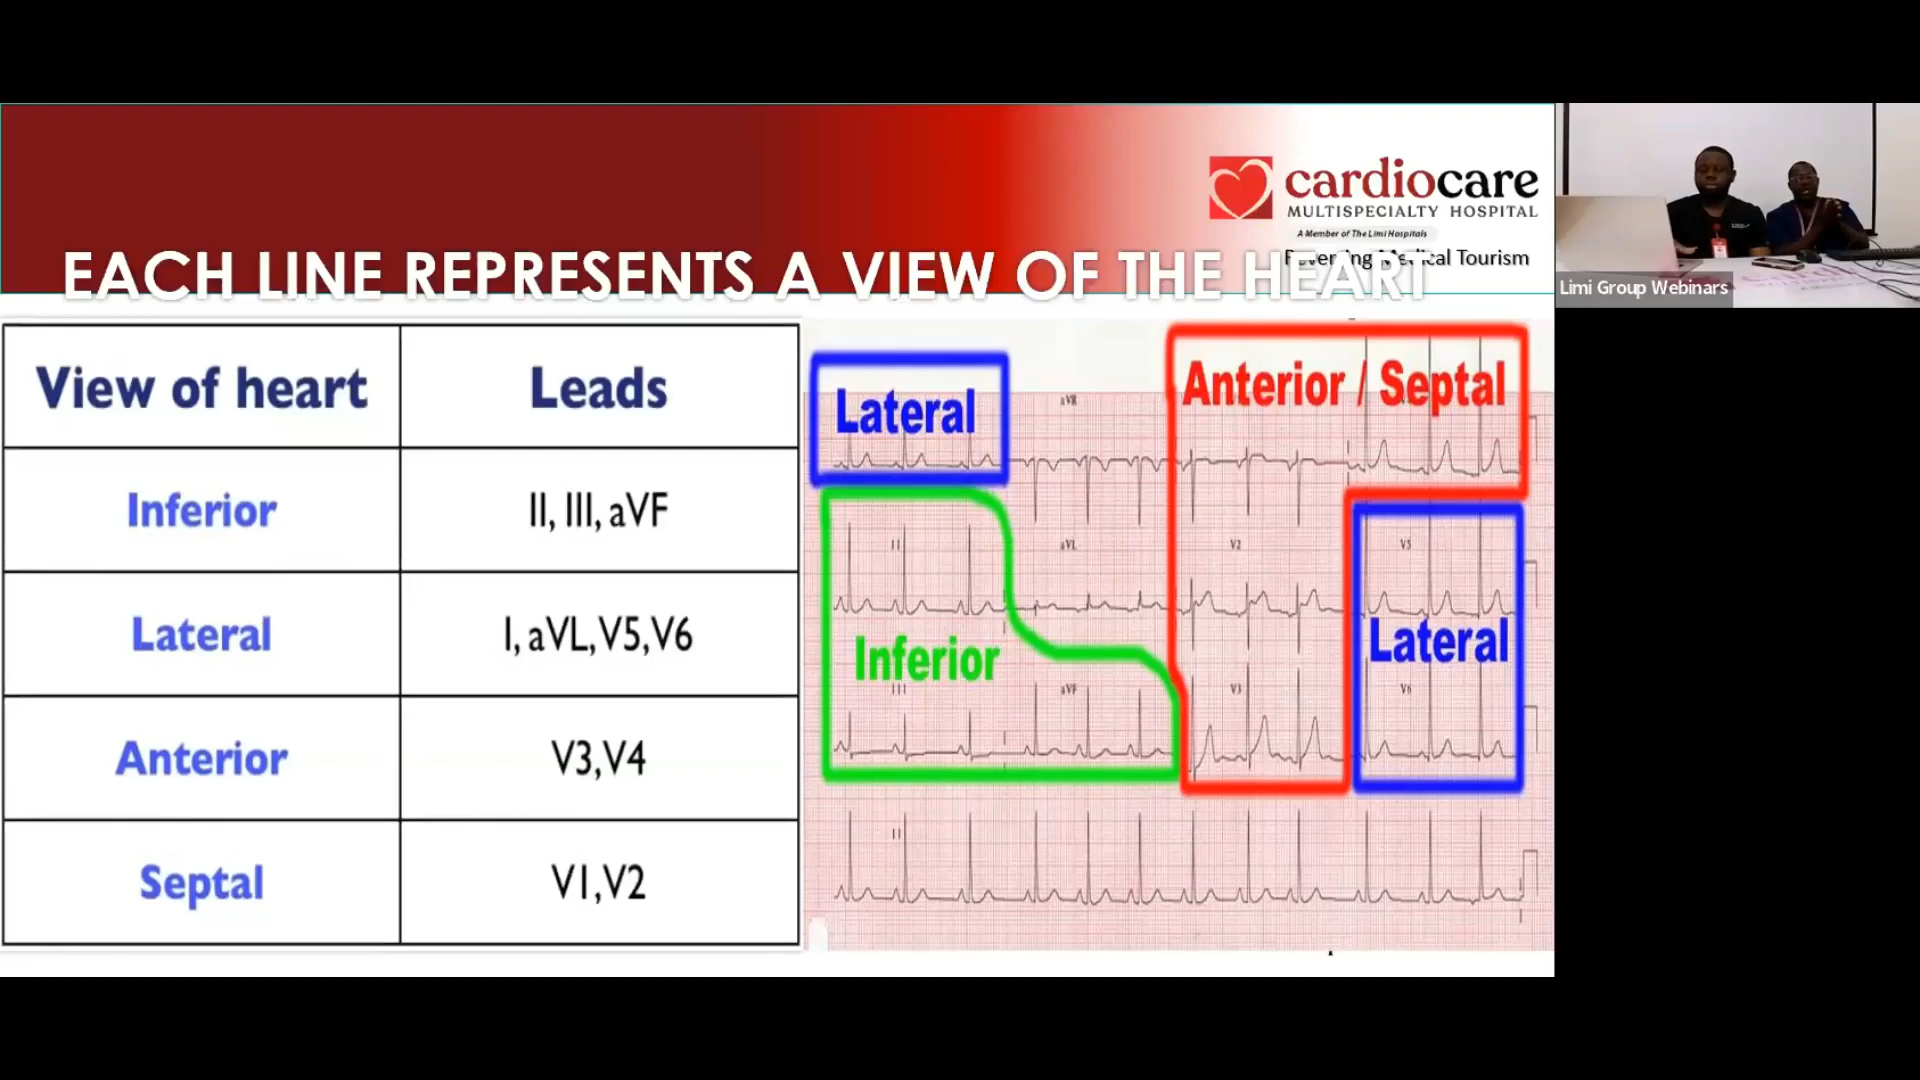 cardiocare
MULTISPECIALTY HOSPITAL
A Member of The Limi Hospitals
Medical Tourism
EACH LINE REPRESENTS A VIEW OF THE HEART
Limi Group Webinars
View of heart Leads
Inferior II, III, aVF
Lateral I, aVL, V5, V6
Anterior V3, V4
Septal V1, V2
Lateral
Anterior / Septal
aVR
II aVL V2 V5
Inferior
Lateral
III aVF V3 V6
II